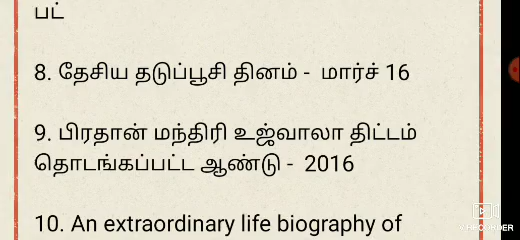 பட்
8. தேசிய தடுப்பூசி தினம் - மார்ச் 16
9. பிரதான் மந்திரி உஜ்வாலா திட்டம்
தொடங்கப்பட்ட ஆண்டு - 2016
10. An extraordinary life biography of